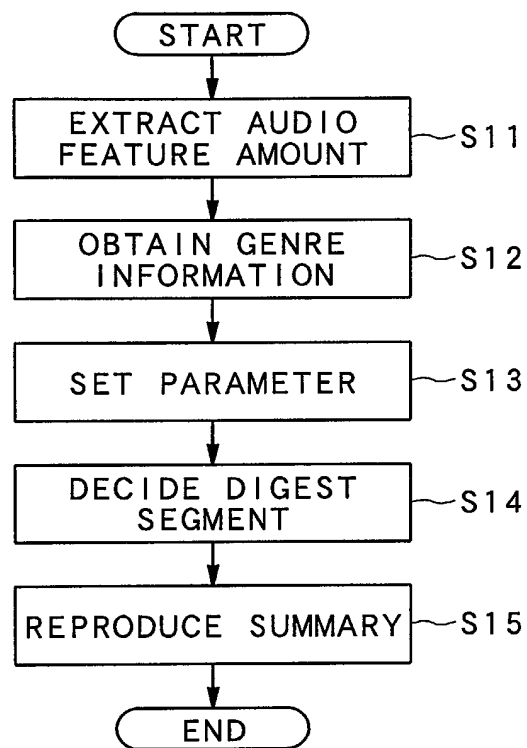 START
EXTRACT AUDIO
FEATURE AMOUNT
S11
OBTAIN GENRE
INFORMATION
S12
SET PARAMETER
S13
DECIDE DIGEST
SEGMENT
S14
REPRODUCE SUMMARY
S15
END